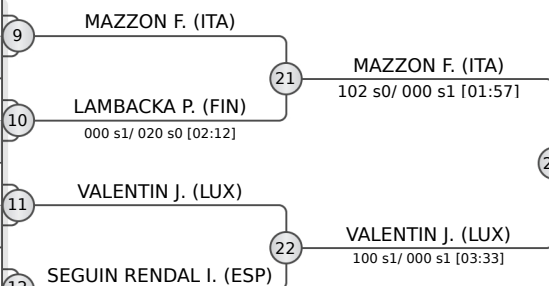 MAZZON F. (ITA)
9
21
MAZZON F. (ITA)
102 s0/ 000 s1 [01:57]
LAMBACKA P. (FIN)
10
000 s1/ 020 s0 [02:12]
VALENTIN J. (LUX)
11
22
VALENTIN J. (LUX)
100 s1/ 000 s1 [03:33]
SEGUIN RENDAL I. (ESP)